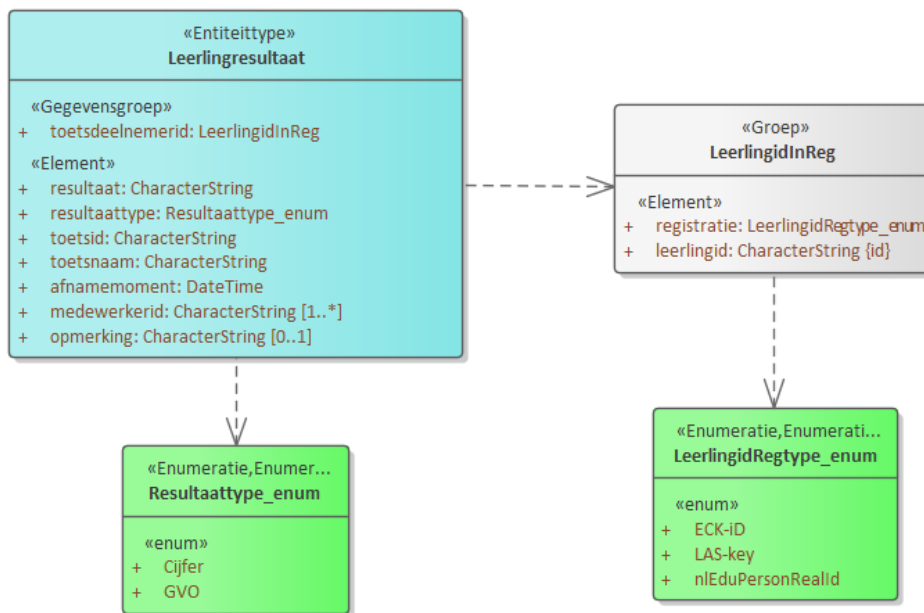 «Entiteittype»
Leerlingresultaat
«Gegevensgroep»
+ toetsdeelnemerid: LeerlingidInReg
«Element»
+ resultaat: CharacterString
+ resultaattype: Resultaattype_enum
+ toetsid: CharacterString
+ toetsnaam: CharacterString
+ afnamemoment: DateTime
+ medewerkerid: CharacterString [1..*]
+ opmerking: CharacterString [0..1]
«Groep»
LeerlingidInReg
«Element»
+ registratie: LeerlingidRegtype_enum
+ leerlingid: CharacterString {id}
«Enumeratie,Enumer...
Resultaattype_enum
«enum»
+ Cijfer
+ GVO
«Enumeratie,Enumerati...
LeerlingidRegtype_enum
«enum»
+ ECK-iD
+ LAS-key
+ nlEduPersonRealId